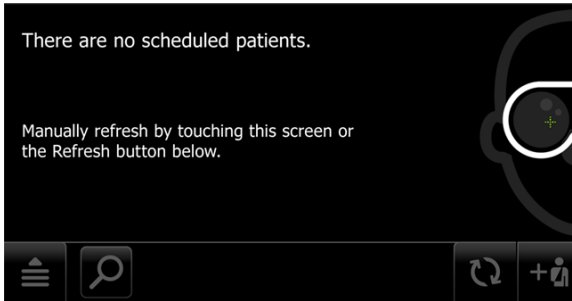 There are no scheduled patients.
Manually refresh by touching this screen or
the Refresh button below.